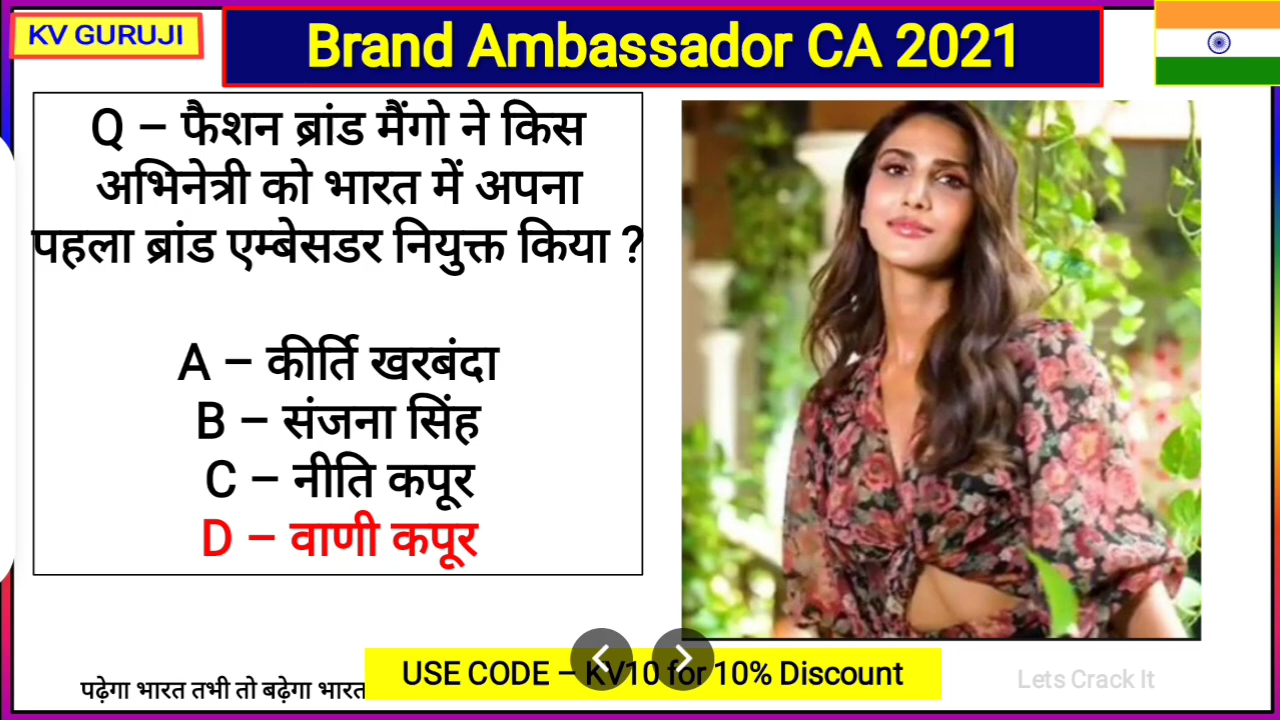 KV GURUJI
Brand Ambassador CA 2021
Q – फैशन ब्रांड मैंगो ने किस
अभिनेत्री को भारत में अपना
पहला ब्रांड एम्बेसडर नियुक्त किया ?
A – कीर्ति खरबंदा
B – संजना सिंह
C – नीति कपूर
D – वाणी कपूर
USE CODE – KV10 for 10% Discount
पढ़ेगा भारत तभी तो बढ़ेगा भारत
Lets Crack It